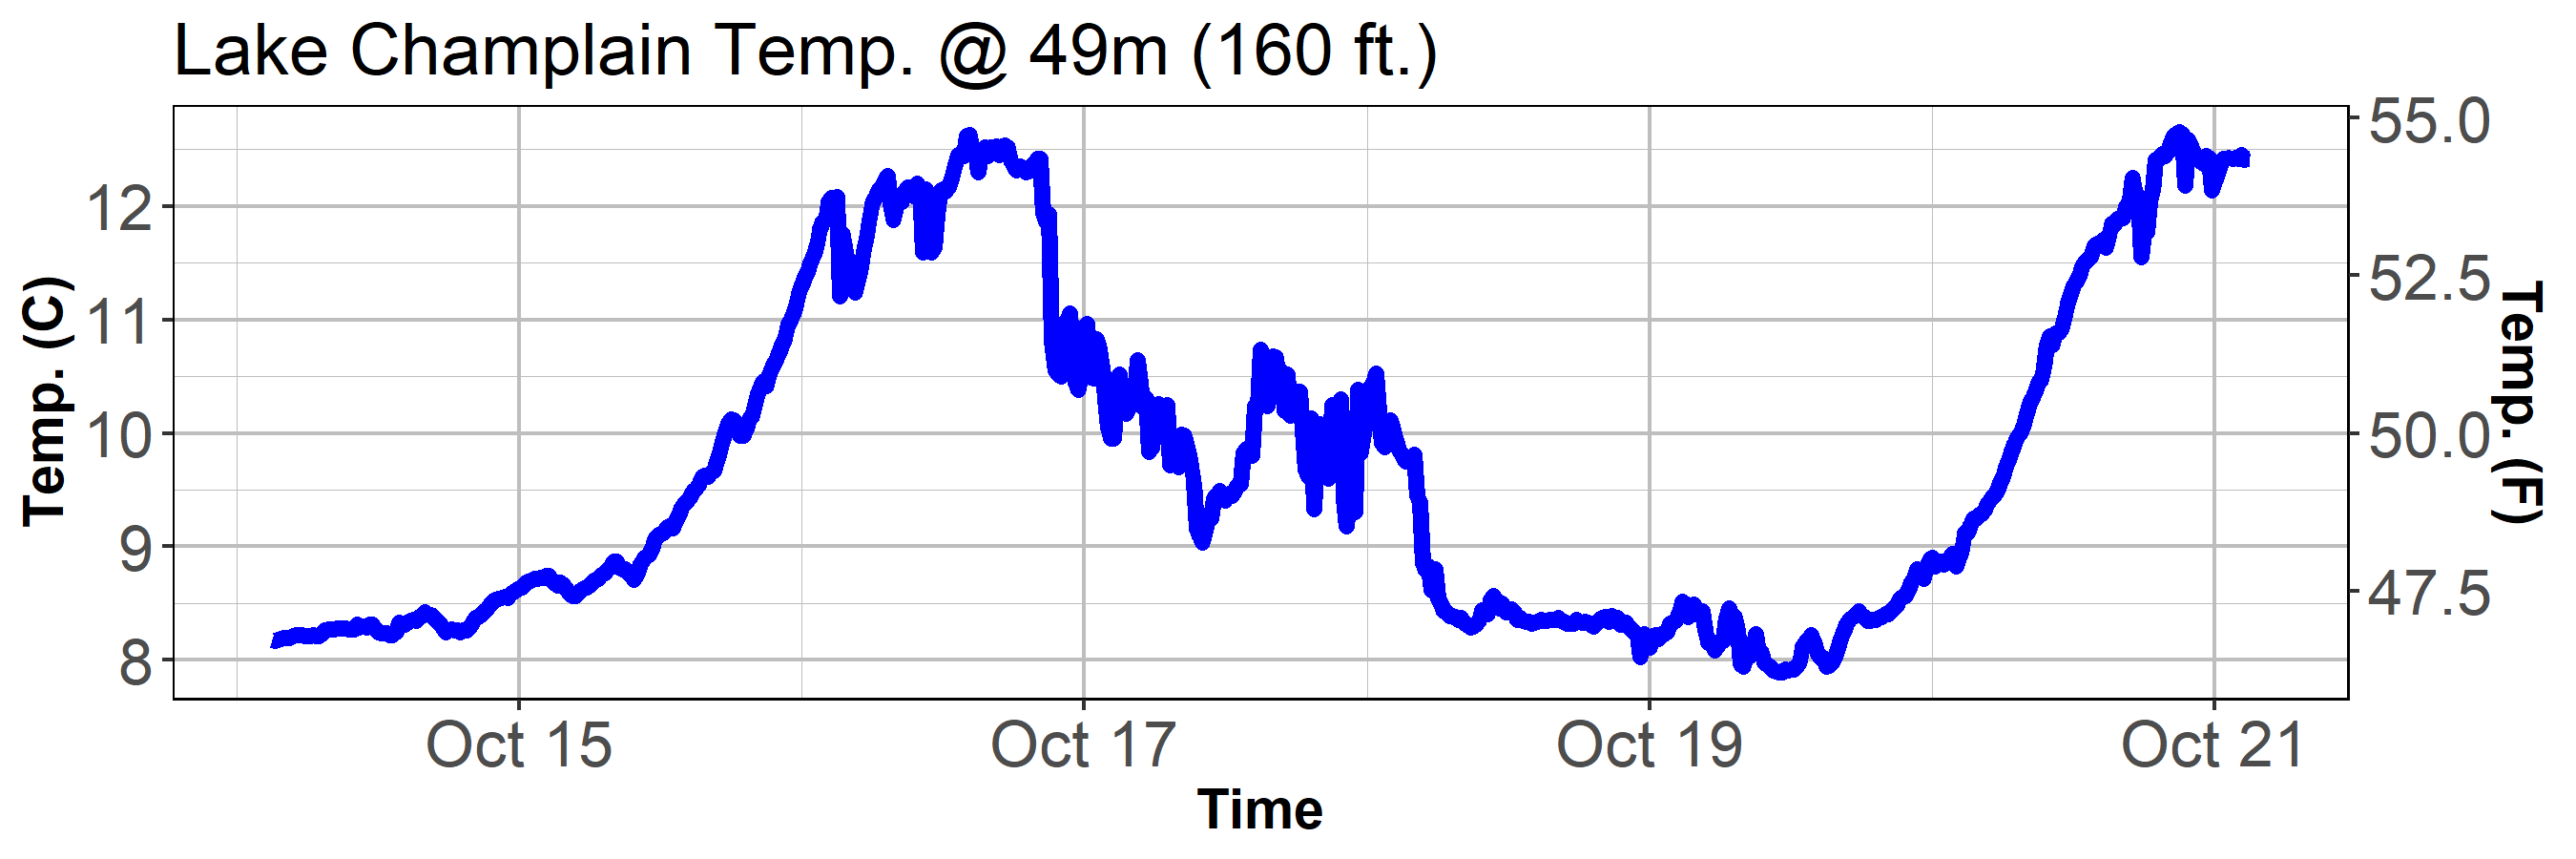 Lake Champlain Temp. @ 49m (160 ft.)
Temp. (C)
12
11
10
9
8
55.0
52.5
50.0
47.5
Temp. (F)
Oct 15
Oct 17
Oct 19
Oct 21
Time